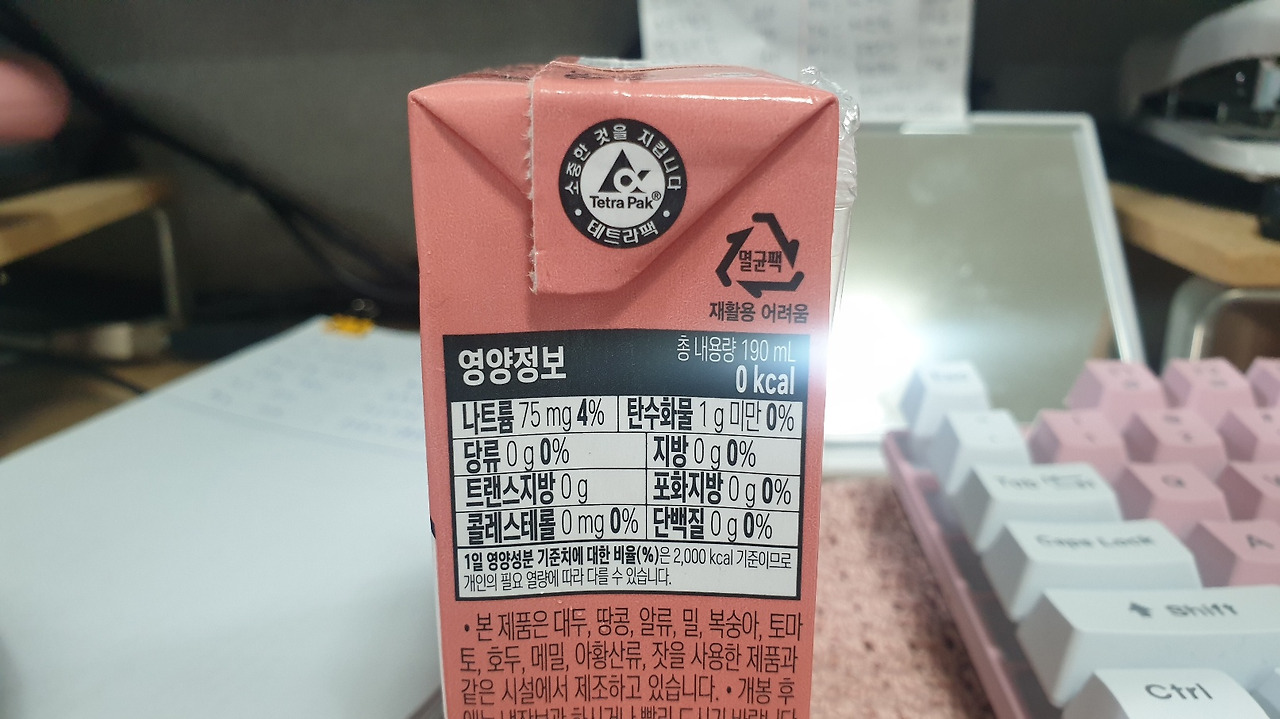 소중한 것을 지킵니다
Tetra Pak®
• 테트라팩 •
멸균팩
재활용 어려움
영양정보
총 내용량 190 mL
0 kcal
나트륨 75 mg 4% 탄수화물 1 g 미만 0%
당류 0 g 0% 지방 0 g 0%
트랜스지방 0 g 포화지방 0 g 0%
콜레스테롤 0 mg 0% 단백질 0 g 0%
1일 영양성분 기준치에 대한 비율(%)은 2,000 kcal 기준이므로
개인의 필요 열량에 따라 다를 수 있습니다.
• 본 제품은 대두, 땅콩, 알류, 밀, 복숭아, 토마
토, 호두, 메밀, 아황산류, 잣을 사용한 제품과
같은 시설에서 제조하고 있습니다. • 개봉 후
Caps Lock
A
Shift
Ctrl